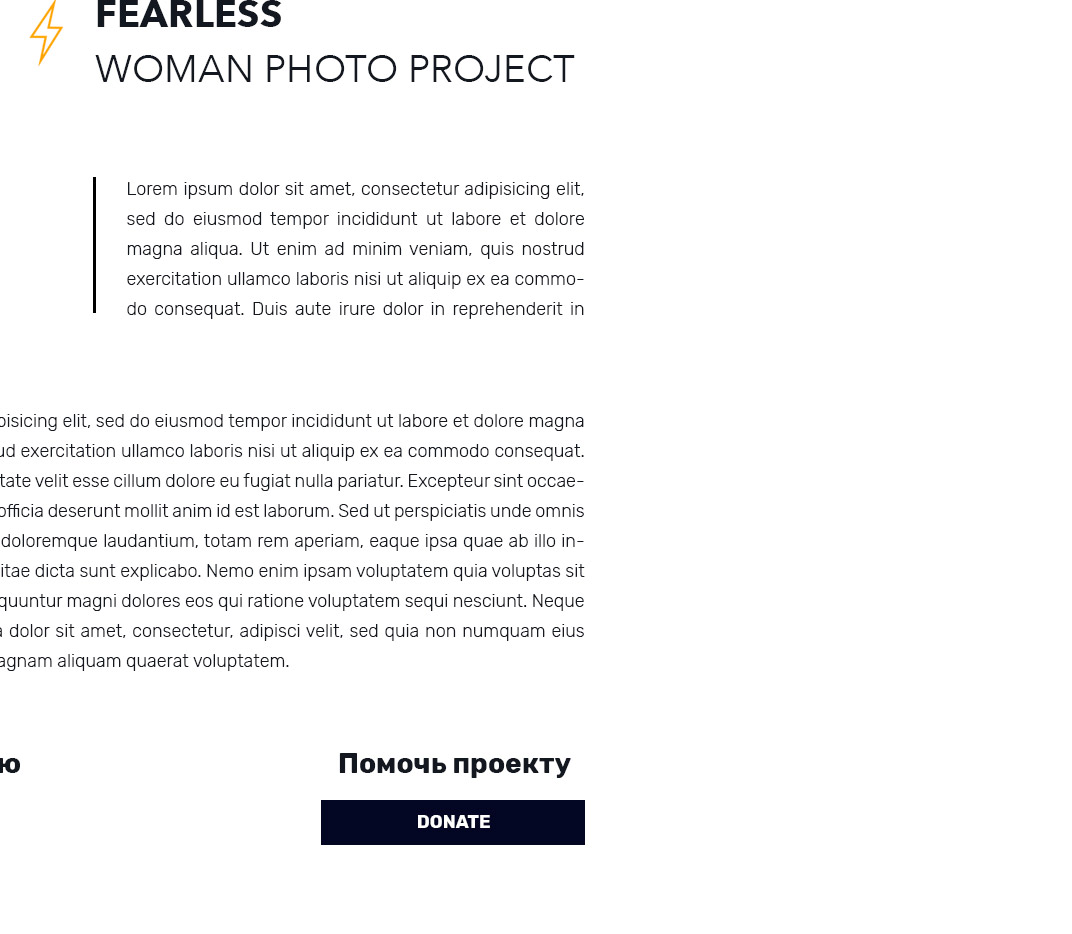 FEARLESS
WOMAN PHOTO PROJECT
Lorem ipsum dolor sit amet, consectetur adipisicing elit,
sed do eiusmod tempor incididunt ut labore et dolore
magna aliqua. Ut enim ad minim veniam, quis nostrud
exercitation ullamco laboris nisi ut aliquip ex ea commo-
do consequat. Duis aute irure dolor in reprehenderit in
pisicing elit, sed do eiusmod tempor incididunt ut labore et dolore magna
ud exercitation ullamco laboris nisi ut aliquip ex ea commodo consequat.
tate velit esse cillum dolore eu fugiat nulla pariatur. Excepteur sint occae-
officia deserunt mollit anim id est laborum. Sed ut perspiciatis unde omnis
doloremque laudantium, totam rem aperiam, eaque ipsa quae ab illo in-
itae dicta sunt explicabo. Nemo enim ipsam voluptatem quia voluptas sit
quuntur magni dolores eos qui ratione voluptatem sequi nesciunt. Neque
a dolor sit amet, consectetur, adipisci velit, sed quia non numquam eius
agnam aliquam quaerat voluptatem.
ю
Помочь проекту
DONATE